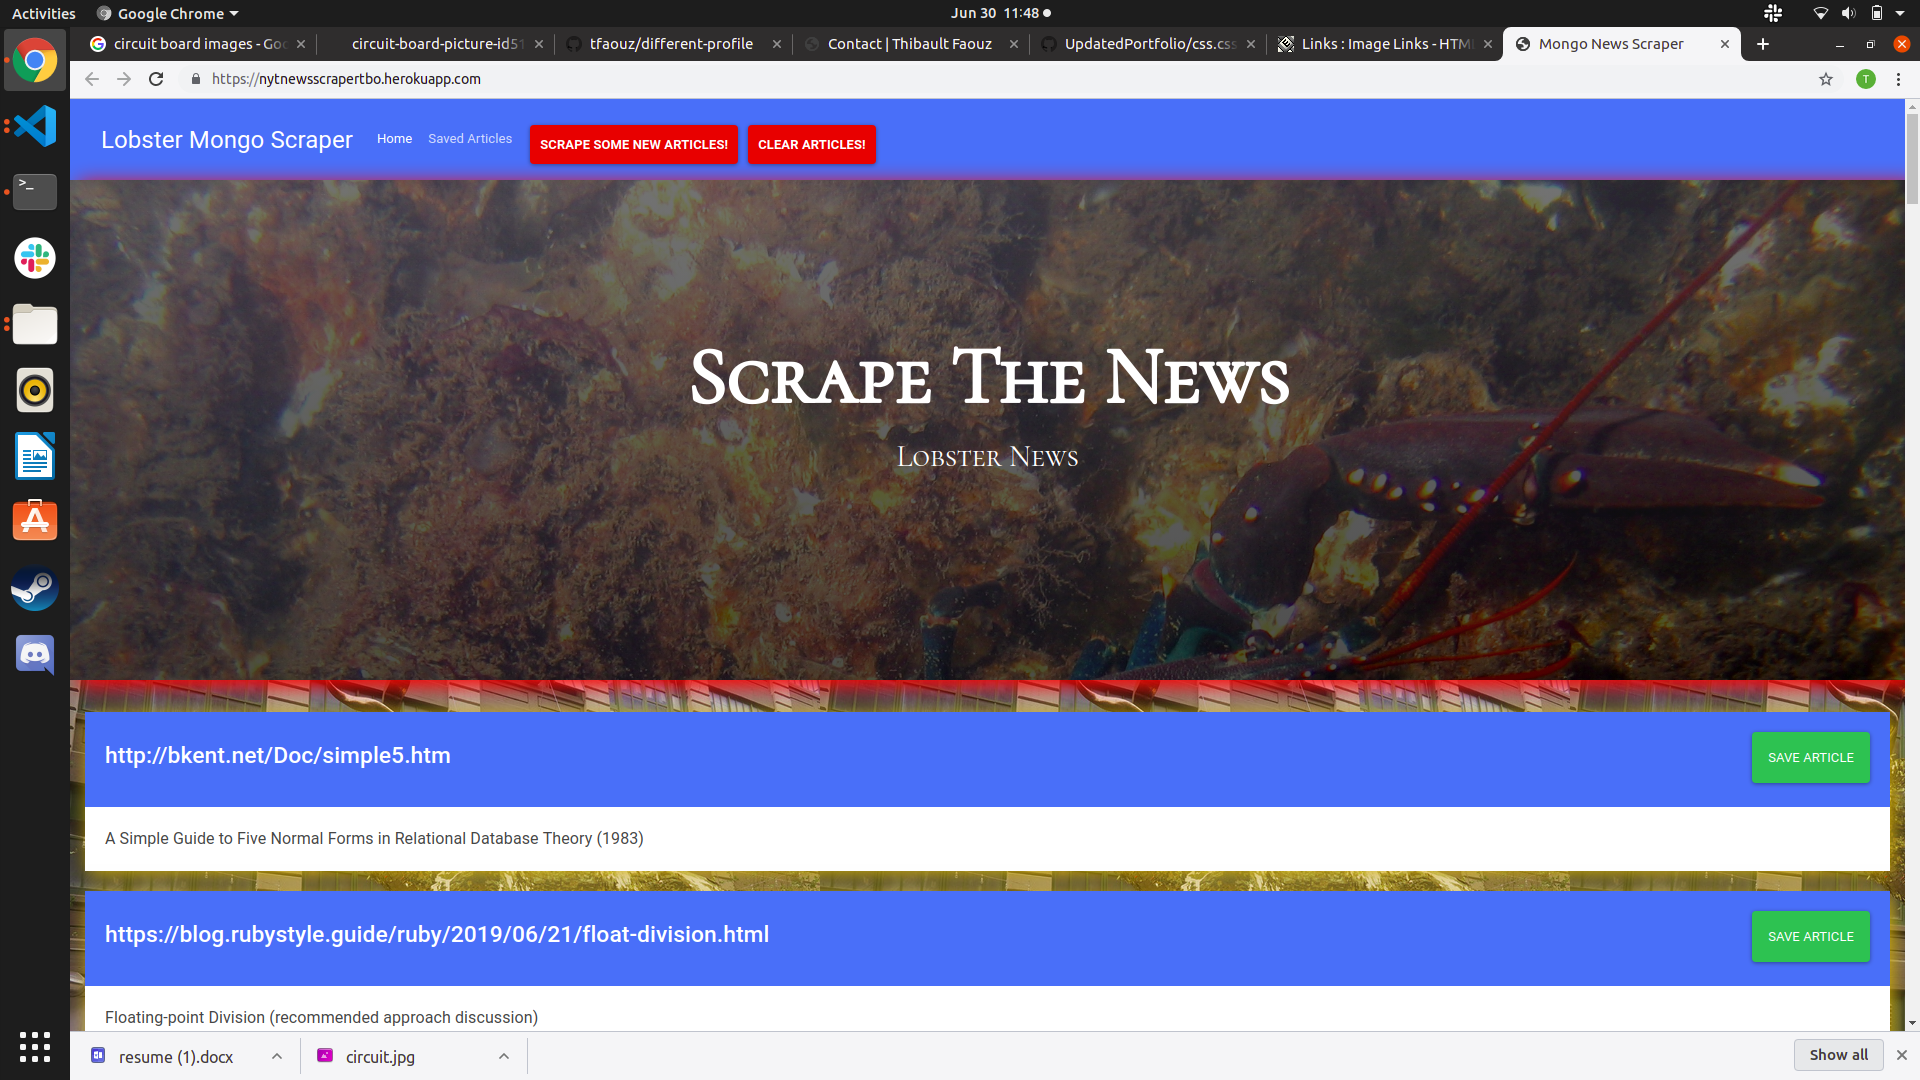 Activities
Google Chrome
Jun 30 11:48
circuit board images - Goo
circuit-board-picture-id51
tfaouz/different-profile
Contact | Thibault Faouz
UpdatedPortfolio/css.css
Links : Image Links - HTML
Mongo News Scraper
https://nytnewsscrapertbo.herokuapp.com
T
Lobster Mongo Scraper
Home
Saved Articles
SCRAPE SOME NEW ARTICLES!
CLEAR ARTICLES!
Scrape The News
Lobster News
http://bkent.net/Doc/simple5.htm
SAVE ARTICLE
A Simple Guide to Five Normal Forms in Relational Database Theory (1983)
https://blog.rubystyle.guide/ruby/2019/06/21/float-division.html
SAVE ARTICLE
Floating-point Division (recommended approach discussion)
resume (1).docx
circuit.jpg
Show all